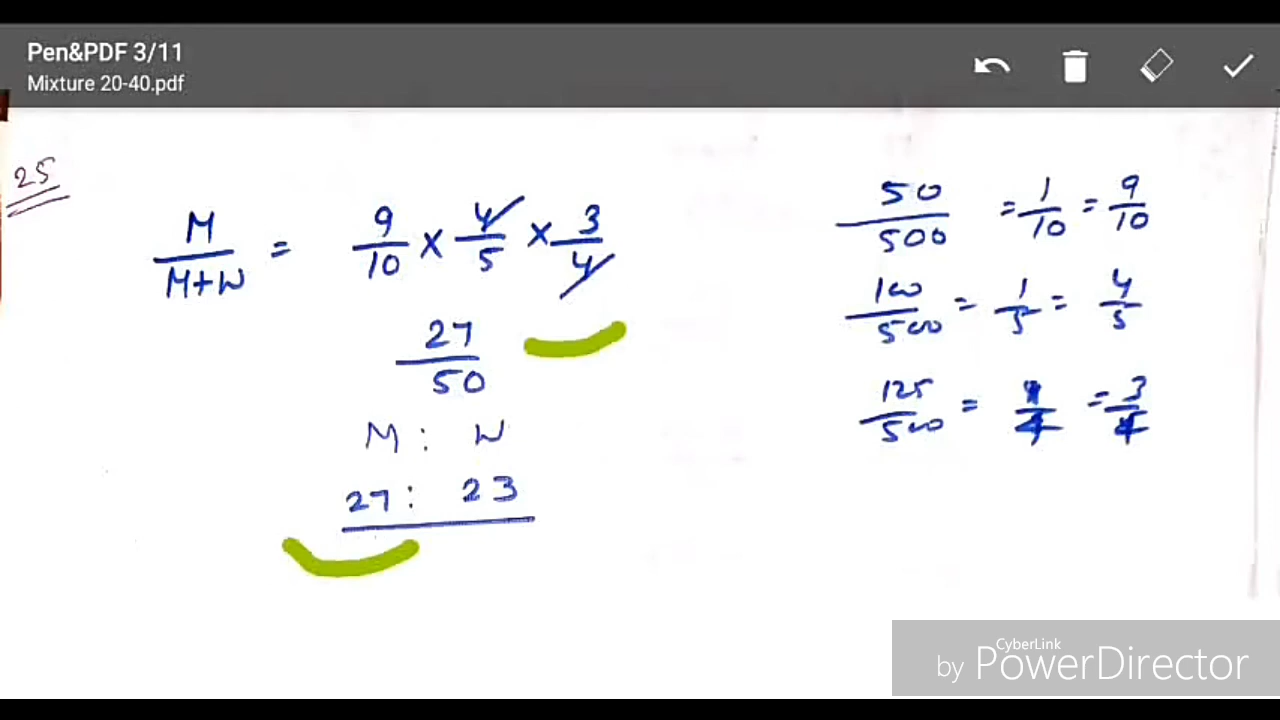 Pen&PDF 3/11
Mixture 20-40.pdf
25
M/(M+W) = 9/10 × 4/5 × 3/4
27/50
M : W
27 : 23
50/500 = 1/10 = 9/10
100/500 = 1/5 = 4/5
125/500 = 1/4 = 3/4
CyberLink
by PowerDirector